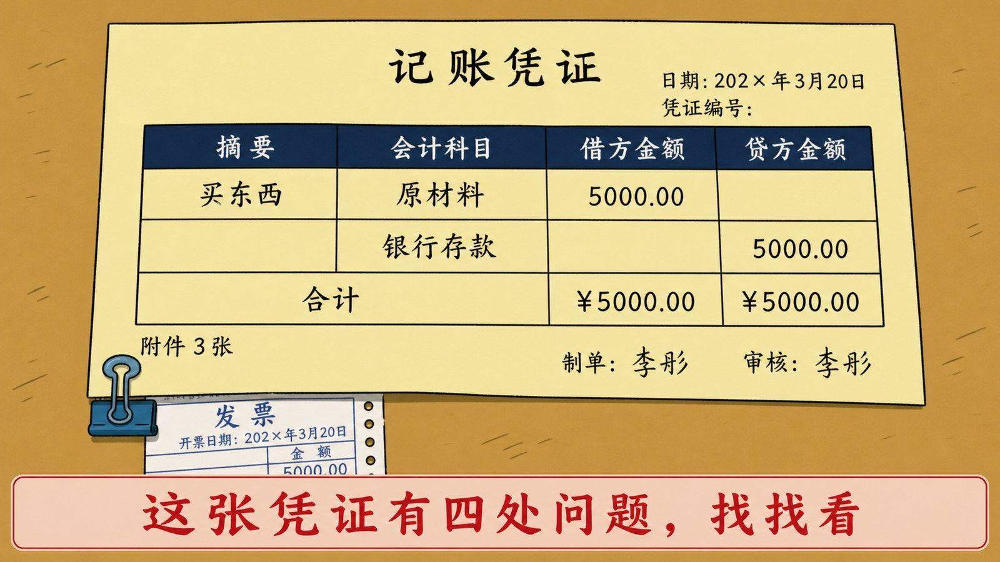 记账凭证
日期: 202×年3月20日
凭证编号:
摘要 会计科目 借方金额 贷方金额
买东西 原材料 5000.00
银行存款 5000.00
合计 ¥5000.00 ¥5000.00
附件 3 张
制单: 李彤 审核: 李彤
发票
开票日期: 202×年3月20日
金额
5000.00
这张凭证有四处问题，找找看